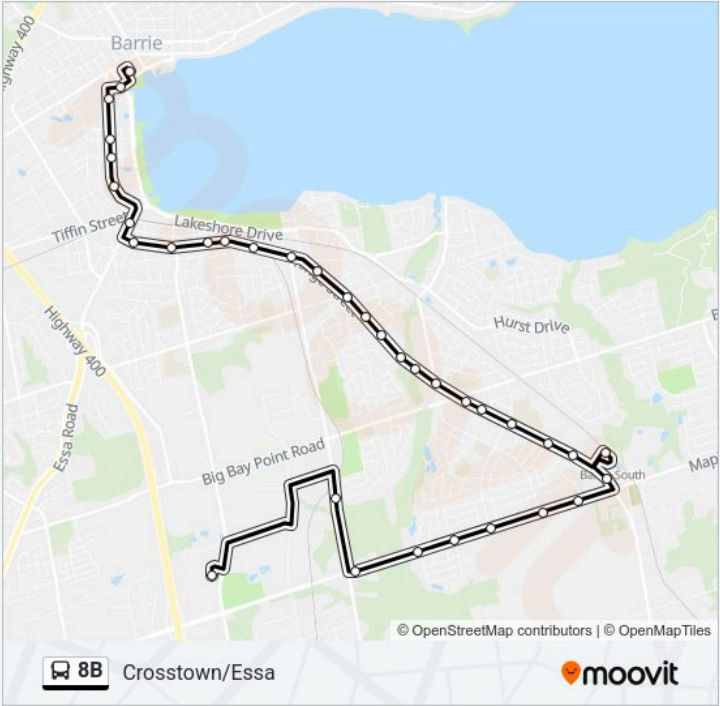 Highway 400
Barrie
Tiffin Street
Lakeshore Drive
Hurst Drive
Highway 400
Essa Road
Big Bay Point Road
South
Map
© OpenStreetMap contributors | © OpenMapTiles
8B Crosstown/Essa
moovit